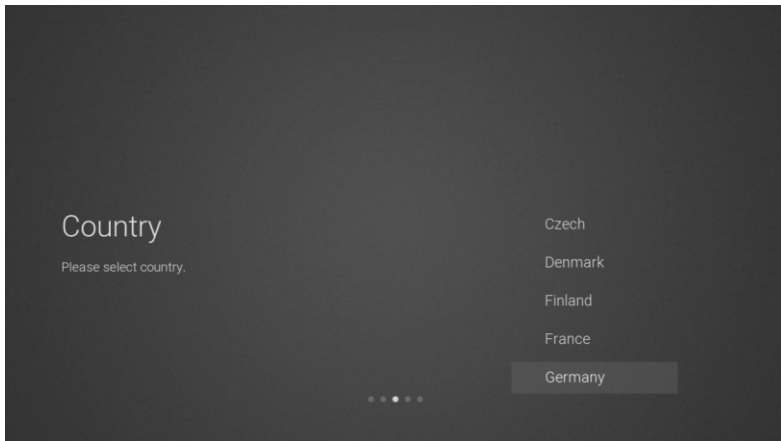 Country
Please select country.
Czech
Denmark
Finland
France
Germany